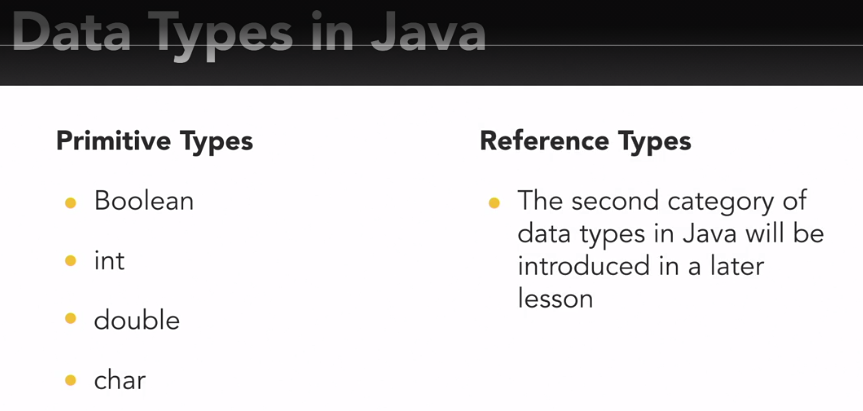 Data Types in Java
Primitive Types
Boolean
int
double
char
Reference Types
The second category of
data types in Java will be
introduced in a later
lesson